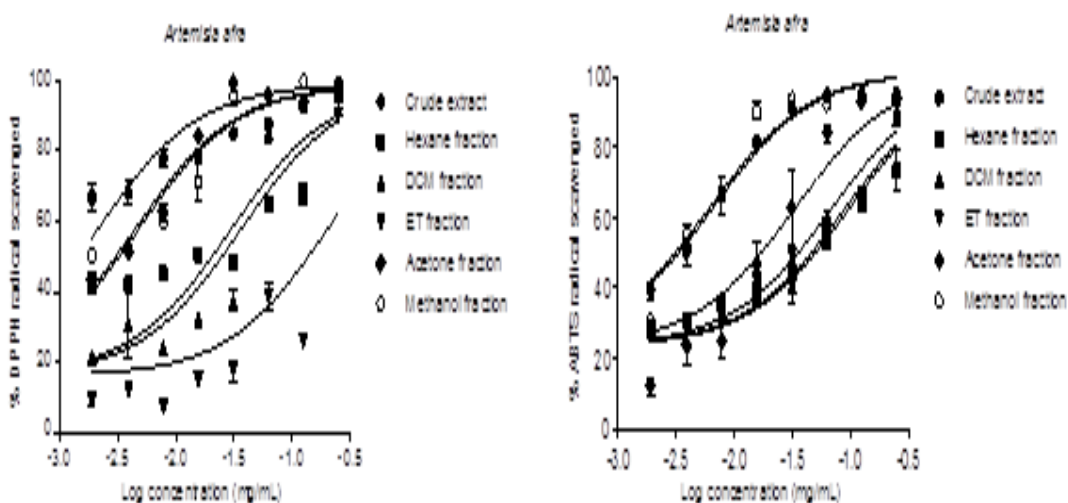 Artemisia afra
% DPPH radical scavenged
100
80
60
40
20
0
-3.0 -2.5 -2.0 -1.5 -1.0 -0.5
Log concentration (mg/mL)
Crude extract
Hexane fraction
DCM fraction
ET fraction
Acetone fraction
Methanol fraction
Artemisia afra
% ABTS radical scavenged
100
80
60
40
20
0
-3.0 -2.5 -2.0 -1.5 -1.0 -0.5
Log concentration (mg/mL)
Crude extract
Hexane fraction
DCM fraction
ET fraction
Acetone fraction
Methanol fraction